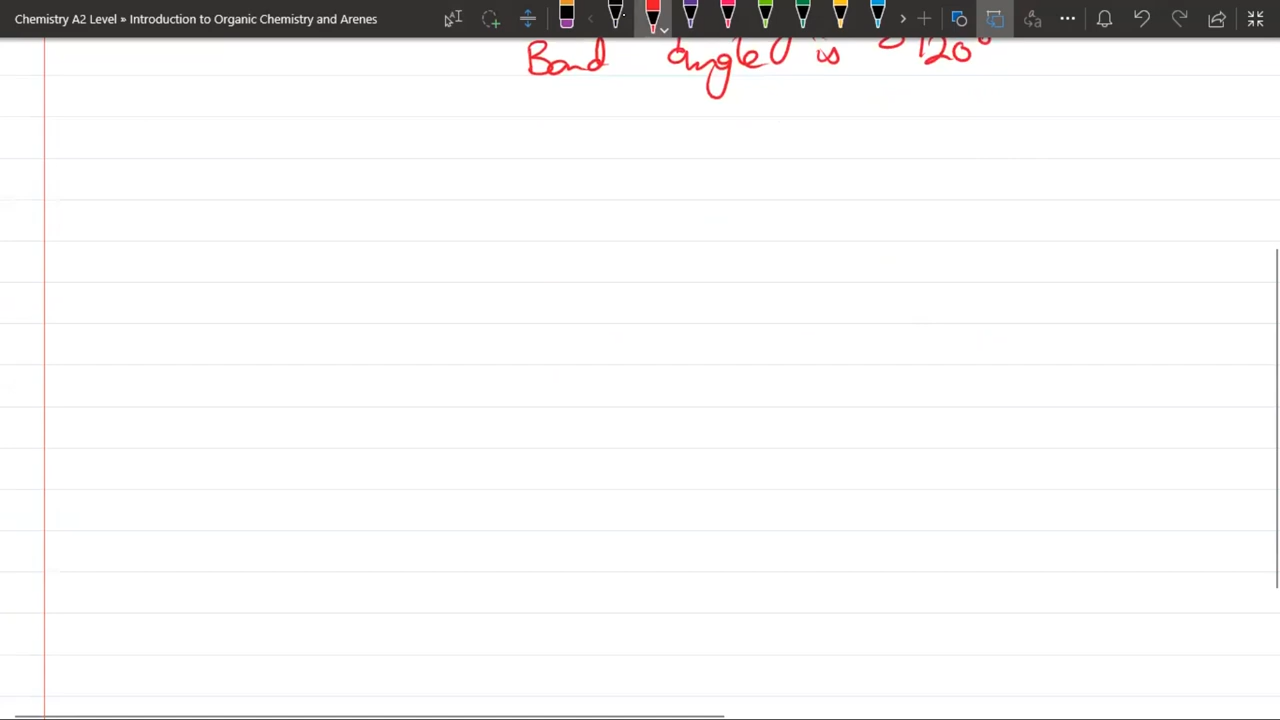 Chemistry A2 Level » Introduction to Organic Chemistry and Arenes
Bond angle is 120°